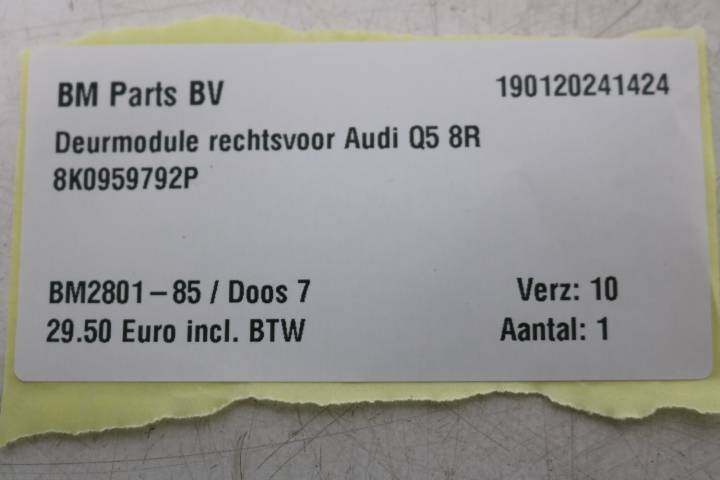 BM Parts BV 190120241424
Deurmodule rechtsvoor Audi Q5 8R
8K0959792P
BM2801-85 / Doos 7 Verz: 10
29.50 Euro incl. BTW Aantal: 1